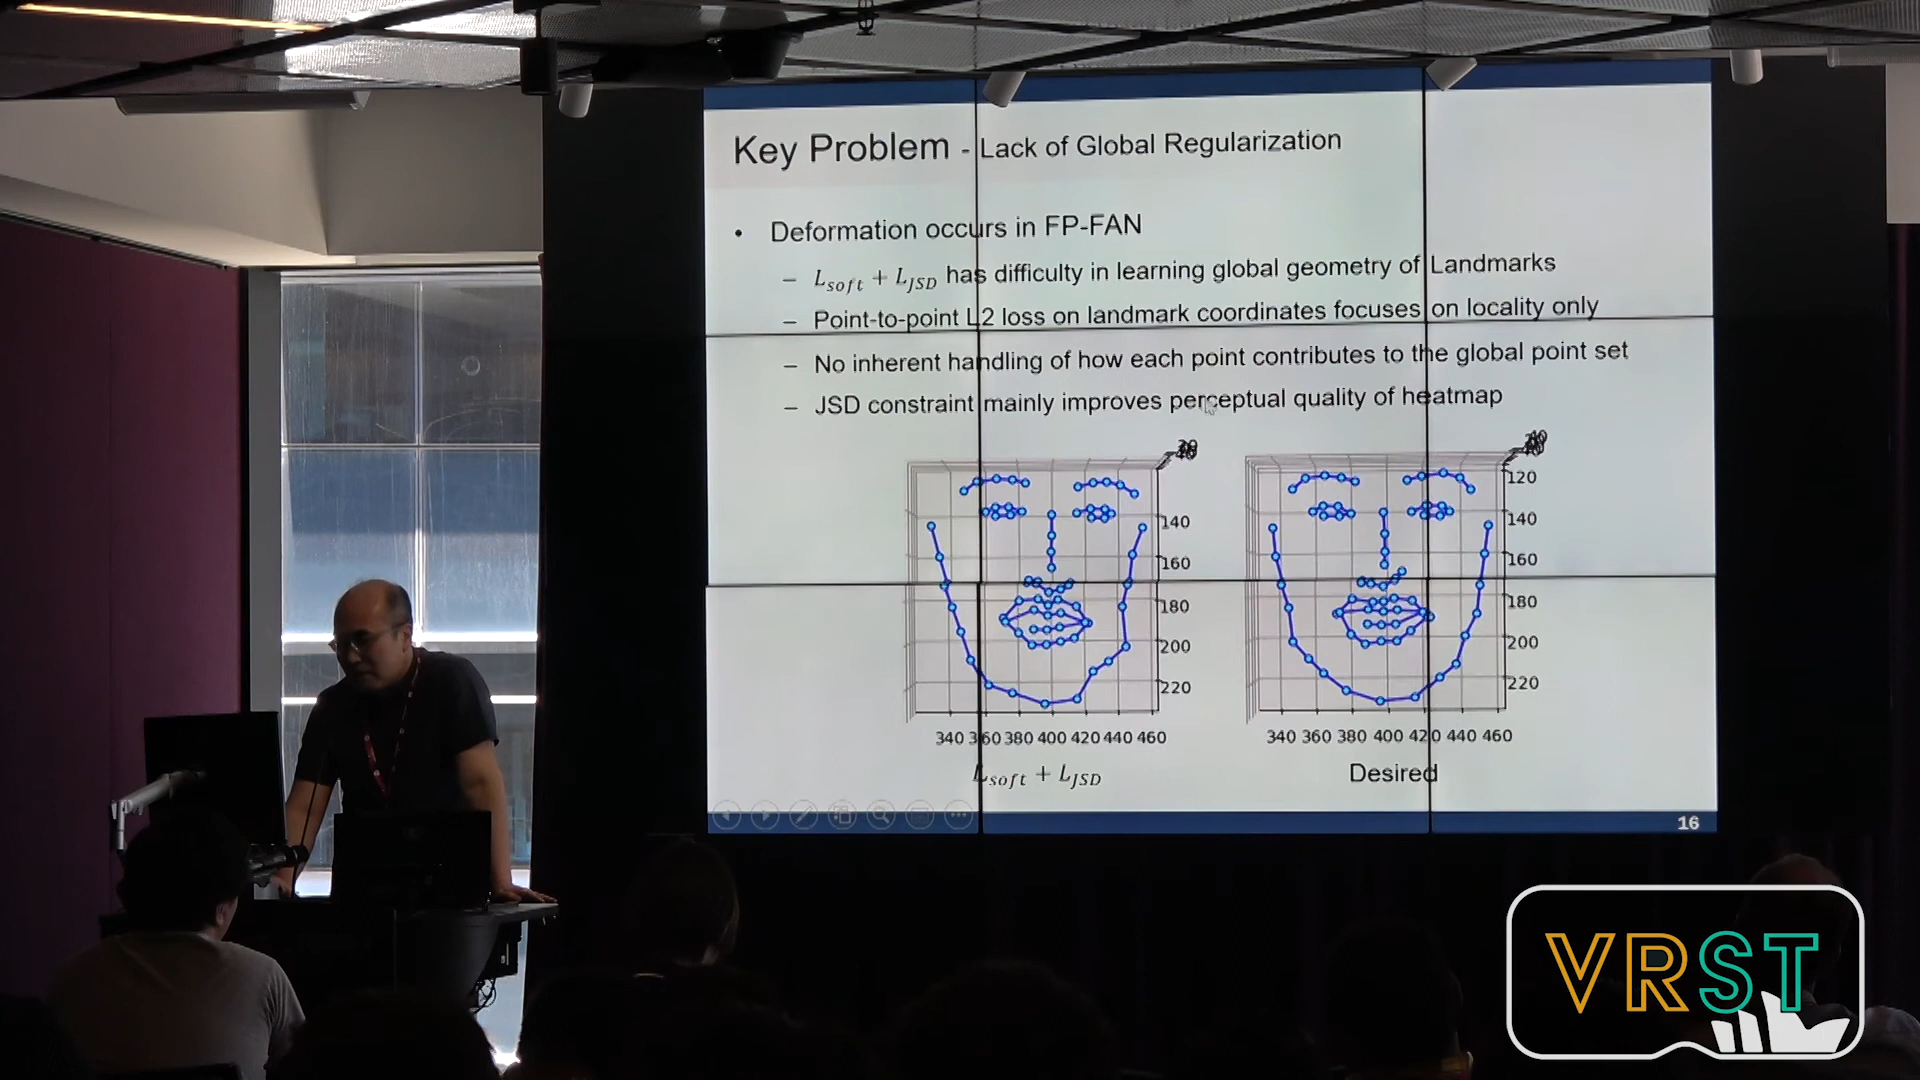 Key Problem - Lack of Global Regularization
• Deformation occurs in FP-FAN
– L_soft + L_JSD has difficulty in learning global geometry of Landmarks
– Point-to-point L2 loss on landmark coordinates focuses on locality only
– No inherent handling of how each point contributes to the global point set
– JSD constraint mainly improves perceptual quality of heatmap
140
160
180
200
220
340 360 380 400 420 440 460
L_soft + L_JSD
120
140
160
180
200
220
340 360 380 400 420 440 460
Desired
16
VRST